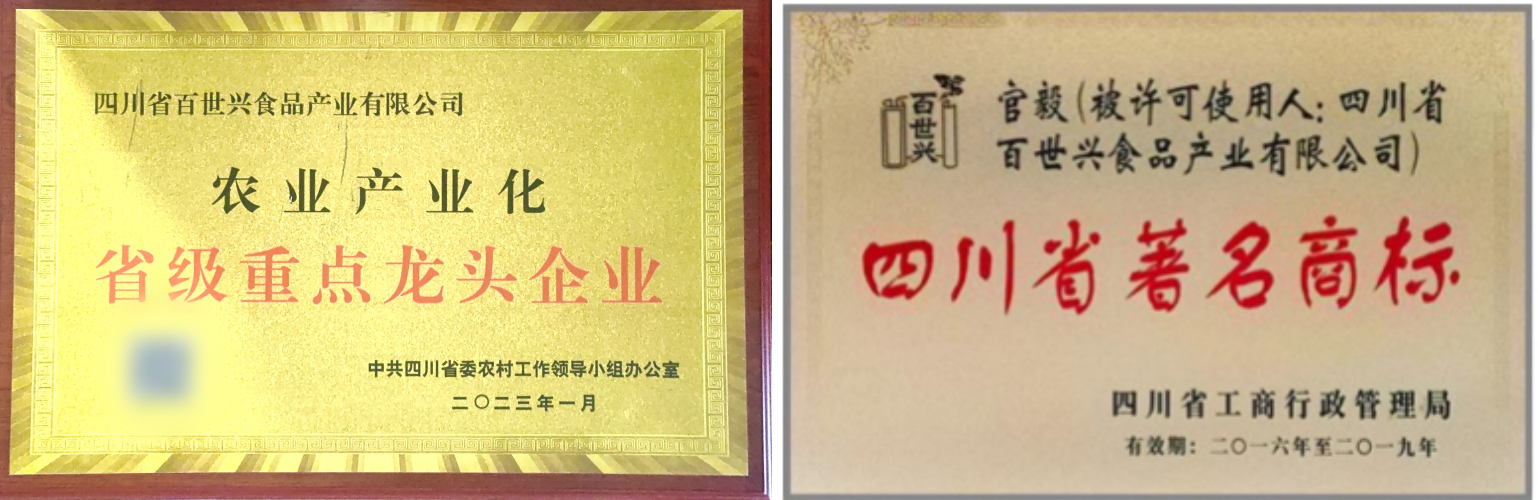 四川省百世兴食品产业有限公司
农业产业化
省级重点龙头企业
中共四川省委农村工作领导小组办公室
二〇二三年一月
百世兴
官毅（被许可使用人：四川省
百世兴食品产业有限公司）
四川省著名商标
四川省工商行政管理局
有效期：二〇一六年至二〇一九年